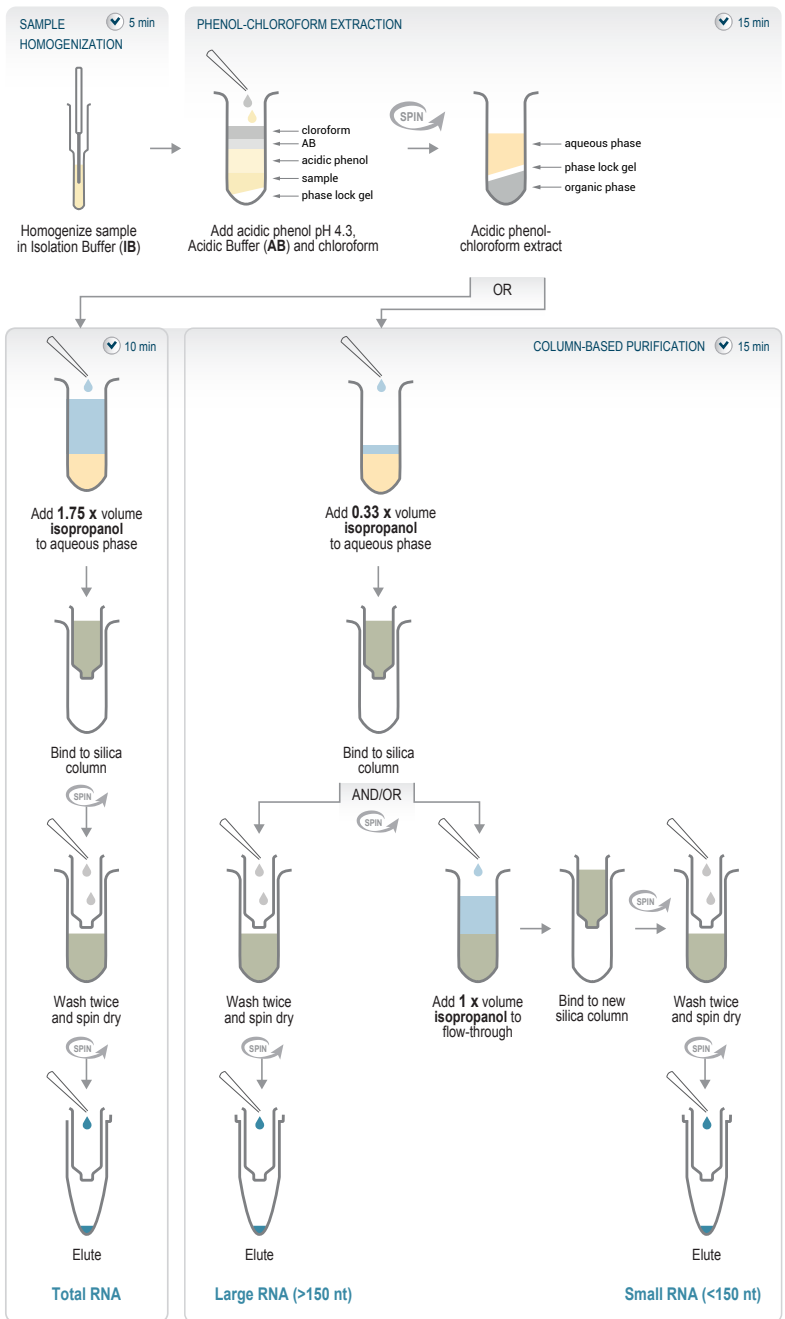 SAMPLE
HOMOGENIZATION
5 min
PHENOL-CHLOROFORM EXTRACTION
15 min
cloroform
AB
acidic phenol
sample
phase lock gel
SPIN
aqueous phase
phase lock gel
organic phase
Homogenize sample
in Isolation Buffer (IB)
Add acidic phenol pH 4.3,
Acidic Buffer (AB) and chloroform
Acidic phenol-
chloroform extract
OR
10 min
COLUMN-BASED PURIFICATION
15 min
Add 1.75 x volume
isopropanol
to aqueous phase
Add 0.33 x volume
isopropanol
to aqueous phase
Bind to silica
column
Bind to silica
column
SPIN
AND/OR
SPIN
SPIN
Wash twice
and spin dry
Wash twice
and spin dry
Add 1 x volume
isopropanol to
flow-through
Bind to new
silica column
Wash twice
and spin dry
SPIN
SPIN
SPIN
Elute
Elute
Elute
Total RNA
Large RNA (>150 nt)
Small RNA (<150 nt)